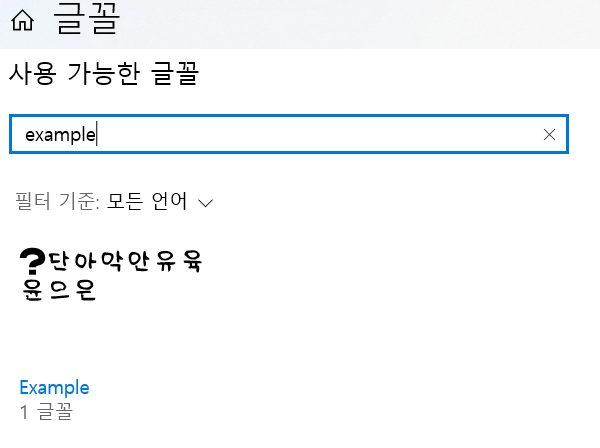 글꼴
사용 가능한 글꼴
example
필터 기준: 모든 언어
?단아막안유육
윤으은
Example
1 글꼴